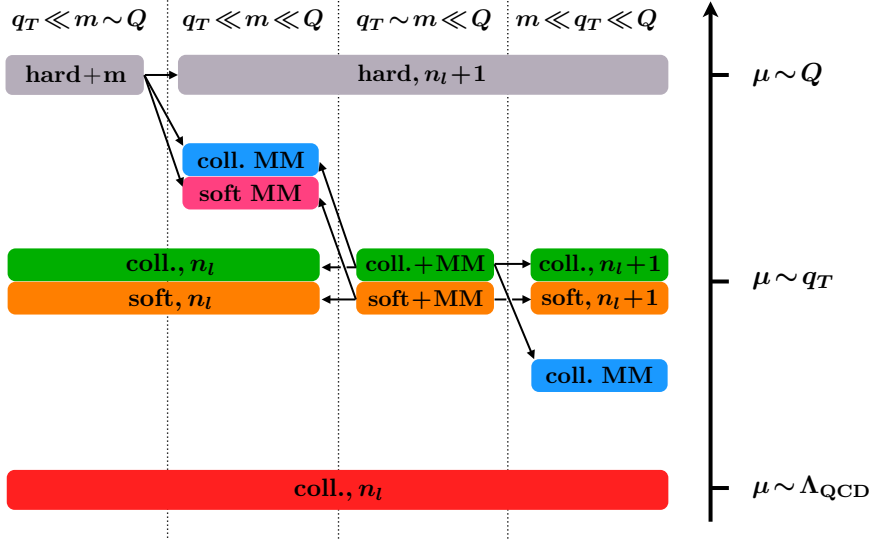 q_T ≪ m ∼ Q q_T ≪ m ≪ Q q_T ∼ m ≪ Q m ≪ q_T ≪ Q
hard+m hard, n_l+1 μ ∼ Q
coll. MM
soft MM
coll., n_l coll.+MM coll., n_l+1
μ ∼ q_T
soft, n_l soft+MM soft, n_l+1
coll. MM
coll., n_l μ ∼ Λ_QCD